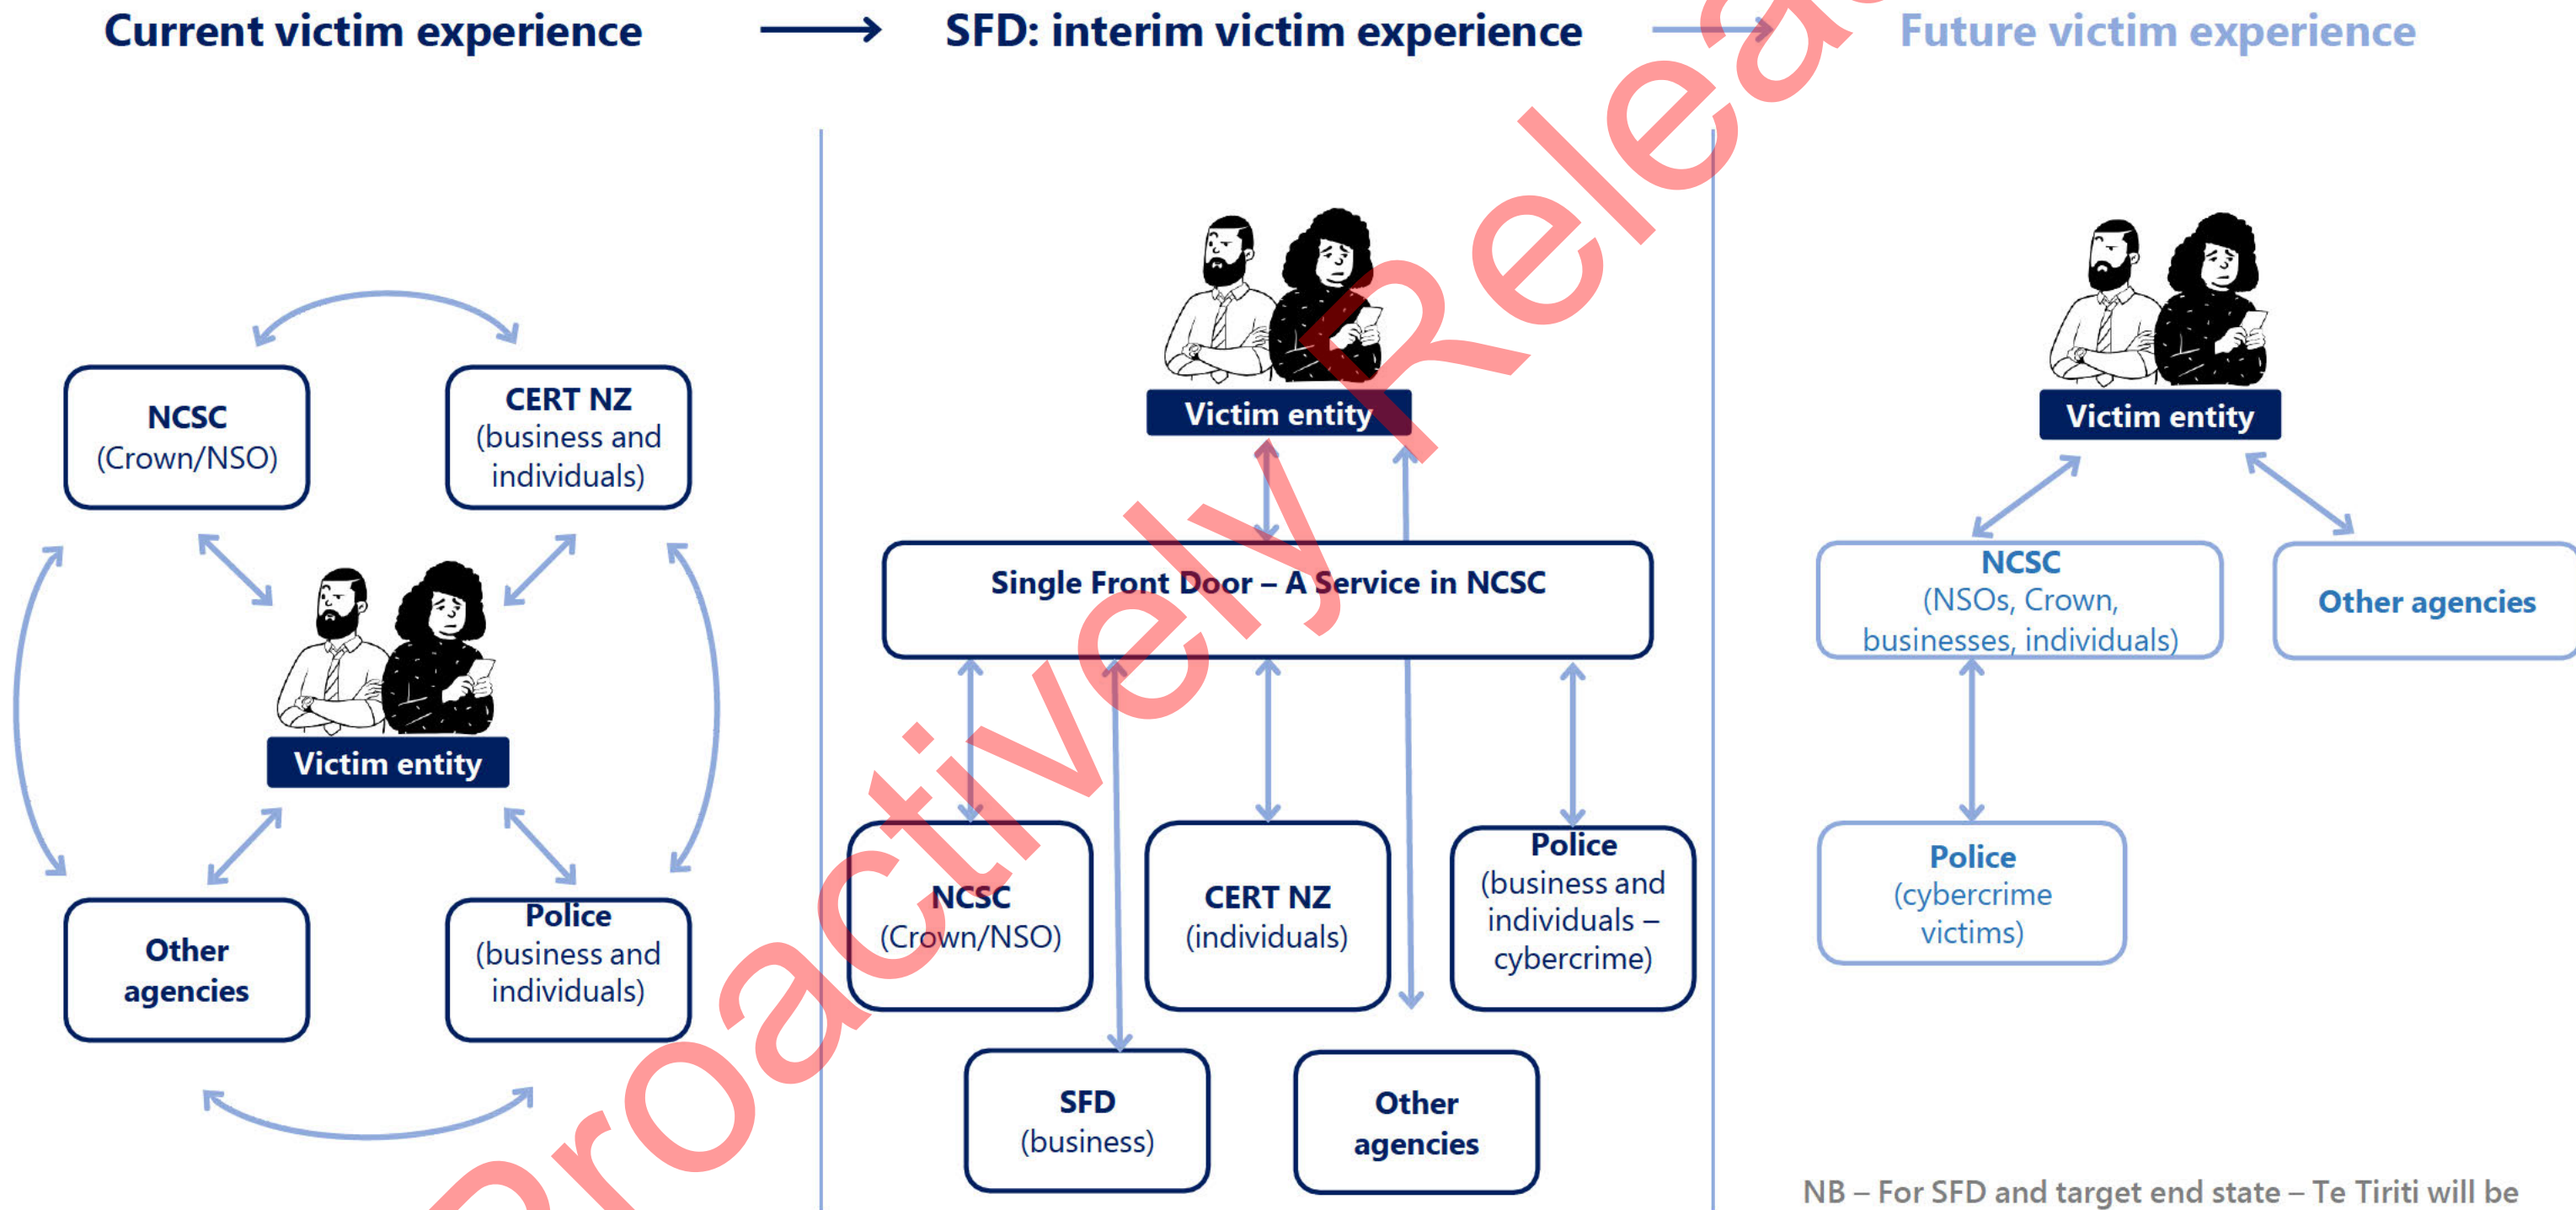 Current victim experience
SFD: interim victim experience
Future victim experience
NCSC
(Crown/NSO)
CERT NZ
(business and
individuals)
Victim entity
Other
agencies
Police
(business and
individuals)
Victim entity
Single Front Door – A Service in NCSC
NCSC
(Crown/NSO)
CERT NZ
(individuals)
Police
(business and
individuals –
cybercrime)
SFD
(business)
Other
agencies
Victim entity
NCSC
(NSOs, Crown,
businesses, individuals)
Other agencies
Police
(cybercrime
victims)
NB – For SFD and target end state – Te Tiriti will be
Proactively Relea